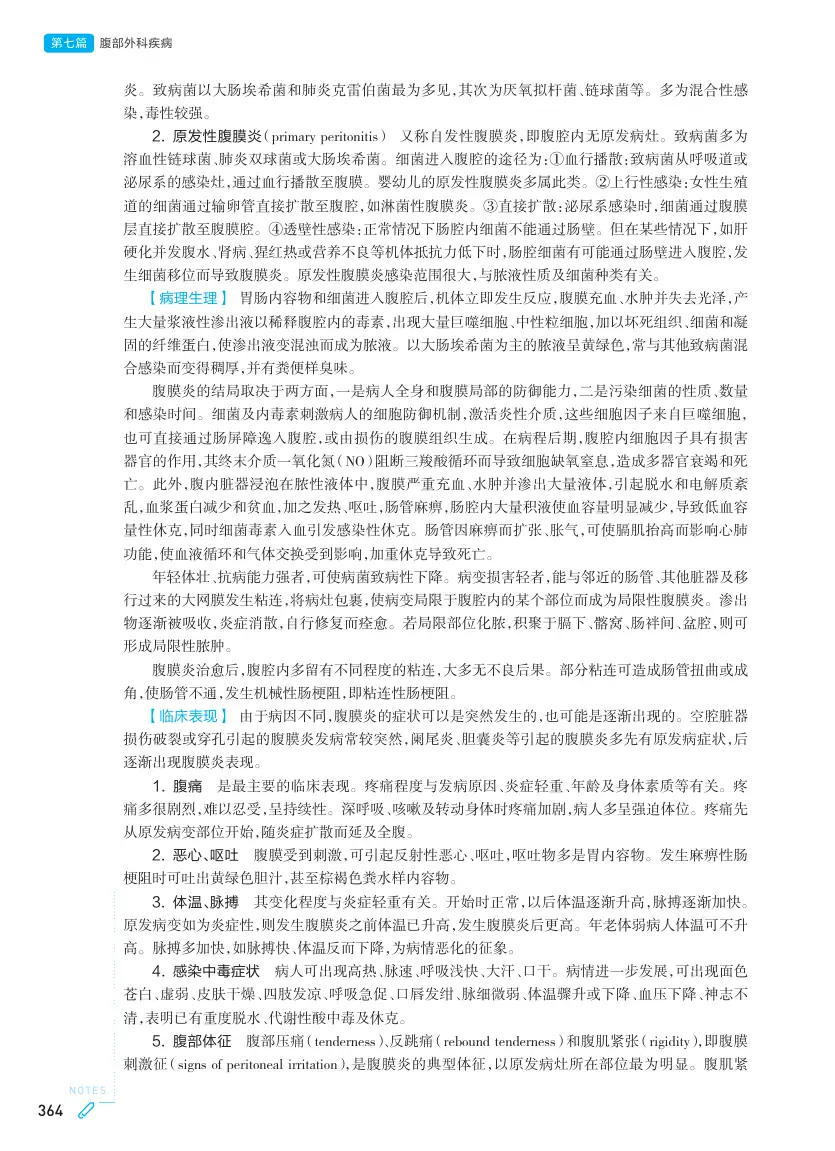 第七篇 腹部外科疾病
炎。致病菌以大肠埃希菌和肺炎克雷伯菌最为多见,其次为厌氧拟杆菌、链球菌等。多为混合性感
染,毒性较强。
2. 原发性腹膜炎(primary peritonitis) 又称自发性腹膜炎,即腹腔内无原发病灶。致病菌多为
溶血性链球菌、肺炎双球菌或大肠埃希菌。细菌进入腹腔的途径为:①血行播散:致病菌从呼吸道或
泌尿系的感染灶,通过血行播散至腹膜。婴幼儿的原发性腹膜炎多属此类。②上行性感染:女性生殖
道的细菌通过输卵管直接扩散至腹腔,如淋菌性腹膜炎。③直接扩散:泌尿系感染时,细菌通过腹膜
层直接扩散至腹膜腔。④透壁性感染:正常情况下肠腔内细菌不能通过肠壁。但在某些情况下,如肝
硬化并发腹水、肾病、猩红热或营养不良等机体抵抗力低下时,肠腔细菌有可能通过肠壁进入腹腔,发
生细菌移位而导致腹膜炎。原发性腹膜炎感染范围很大,与脓液性质及细菌种类有关。
【病理生理】 胃肠内容物和细菌进入腹腔后,机体立即发生反应,腹膜充血、水肿并失去光泽,产
生大量浆液性渗出液以稀释腹腔内的毒素,出现大量巨噬细胞、中性粒细胞,加以坏死组织、细菌和凝
固的纤维蛋白,使渗出液变混浊而成为脓液。以大肠埃希菌为主的脓液呈黄绿色,常与其他致病菌混
合感染而变得稠厚,并有粪便样臭味。
腹膜炎的结局取决于两方面,一是病人全身和腹膜局部的防御能力,二是污染细菌的性质、数量
和感染时间。细菌及内毒素刺激病人的细胞防御机制,激活炎性介质,这些细胞因子来自巨噬细胞,
也可直接通过肠屏障逸入腹腔,或由损伤的腹膜组织生成。在病程后期,腹腔内细胞因子具有损害
器官的作用,其终末介质一氧化氮(NO)阻断三羧酸循环而导致细胞缺氧窒息,造成多器官衰竭和死
亡。此外,腹内脏器浸泡在脓性液体中,腹膜严重充血、水肿并渗出大量液体,引起脱水和电解质紊
乱,血浆蛋白减少和贫血,加之发热、呕吐,肠管麻痹,肠腔内大量积液使血容量明显减少,导致低血容
量性休克,同时细菌毒素入血引发感染性休克。肠管因麻痹而扩张、胀气,可使膈肌抬高而影响心肺
功能,使血液循环和气体交换受到影响,加重休克导致死亡。
年轻体壮、抗病能力强者,可使病菌致病性下降。病变损害轻者,能与邻近的肠管、其他脏器及移
行过来的大网膜发生粘连,将病灶包裹,使病变局限于腹腔内的某个部位而成为局限性腹膜炎。渗出
物逐渐被吸收,炎症消散,自行修复而痊愈。若局限部位化脓,积聚于膈下、髂窝、肠袢间、盆腔,则可
形成局限性脓肿。
腹膜炎治愈后,腹腔内多留有不同程度的粘连,大多无不良后果。部分粘连可造成肠管扭曲或成
角,使肠管不通,发生机械性肠梗阻,即粘连性肠梗阻。
【临床表现】 由于病因不同,腹膜炎的症状可以是突然发生的,也可能是逐渐出现的。空腔脏器
损伤破裂或穿孔引起的腹膜炎发病常较突然,阑尾炎、胆囊炎等引起的腹膜炎多先有原发病症状,后
逐渐出现腹膜炎表现。
1. 腹痛 是最主要的临床表现。疼痛程度与发病原因、炎症轻重、年龄及身体素质等有关。疼
痛多很剧烈,难以忍受,呈持续性。深呼吸、咳嗽及转动身体时疼痛加剧,病人多呈强迫体位。疼痛先
从原发病变部位开始,随炎症扩散而延及全腹。
2. 恶心、呕吐 腹膜受到刺激,可引起反射性恶心、呕吐,呕吐物多是胃内容物。发生麻痹性肠
梗阻时可吐出黄绿色胆汁,甚至棕褐色粪水样内容物。
3. 体温、脉搏 其变化程度与炎症轻重有关。开始时正常,以后体温逐渐升高,脉搏逐渐加快。
原发病变如为炎症性,则发生腹膜炎之前体温已升高,发生腹膜炎后更高。年老体弱病人体温可不升
高。脉搏多加快,如脉搏快、体温反而下降,为病情恶化的征象。
4. 感染中毒症状 病人可出现高热、脉速、呼吸浅快、大汗、口干。病情进一步发展,可出现面色
苍白、虚弱、皮肤干燥、四肢发凉、呼吸急促、口唇发绀、脉细微弱、体温骤升或下降、血压下降、神志不
清,表明已有重度脱水、代谢性酸中毒及休克。
5. 腹部体征 腹部压痛(tenderness)、反跳痛(rebound tenderness)和腹肌紧张(rigidity),即腹膜
刺激征(signs of peritoneal irritation),是腹膜炎的典型体征,以原发病灶所在部位最为明显。腹肌紧
NOTES
364